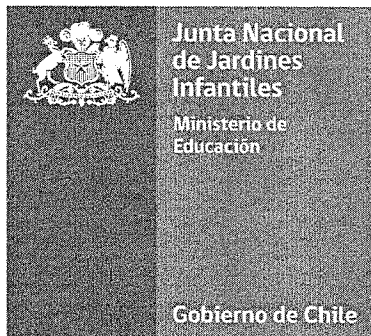 Junta Nacional
de Jardines
Infantiles
Ministerio de
Educación
Gobierno de Chile